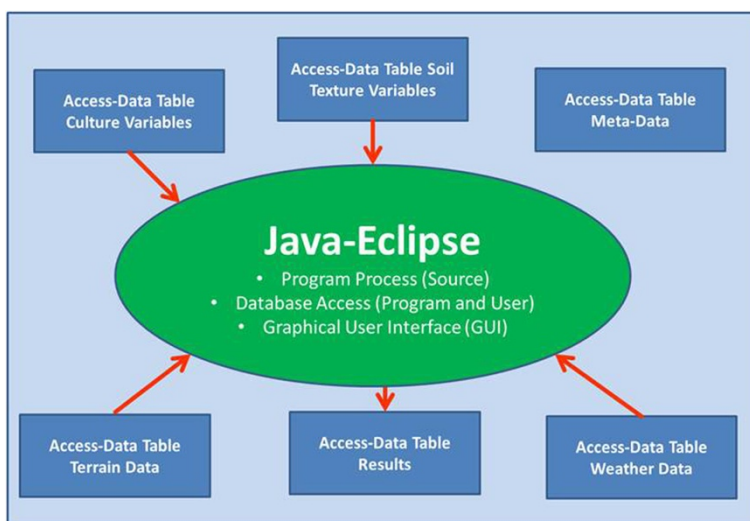 Access-Data Table
Culture Variables
Access-Data Table Soil
Texture Variables
Access-Data Table
Meta-Data
Java-Eclipse
• Program Process (Source)
• Database Access (Program and User)
• Graphical User Interface (GUI)
Access-Data Table
Terrain Data
Access-Data Table
Results
Access-Data Table
Weather Data